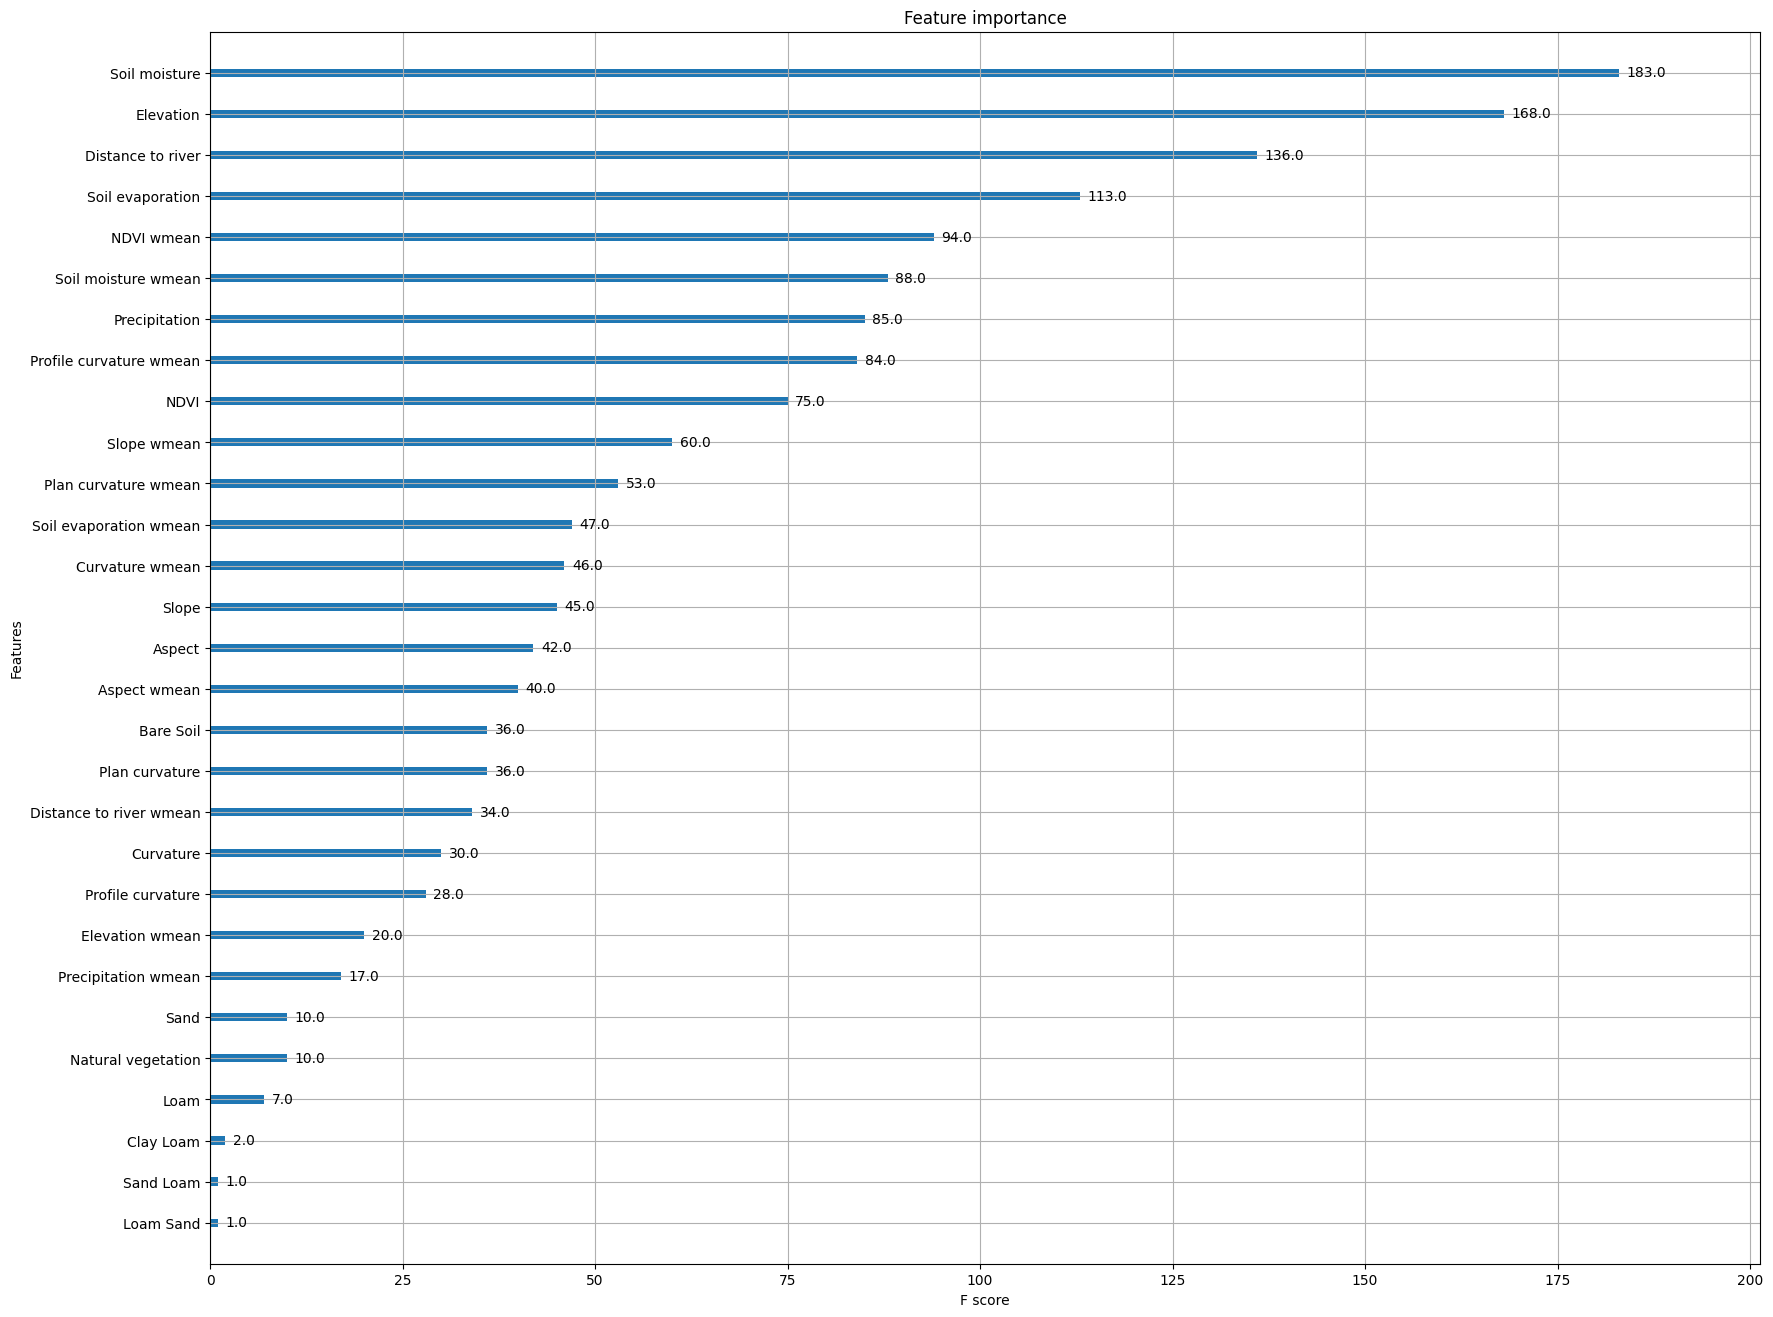 Feature importance
Soil moisture 183.0
Elevation 168.0
Distance to river 136.0
Soil evaporation 113.0
NDVI wmean 94.0
Soil moisture wmean 88.0
Precipitation 85.0
Profile curvature wmean 84.0
NDVI 75.0
Slope wmean 60.0
Plan curvature wmean 53.0
Soil evaporation wmean 47.0
Curvature wmean 46.0
Slope 45.0
Aspect 42.0
Aspect wmean 40.0
Bare Soil 36.0
Plan curvature 36.0
Distance to river wmean 34.0
Curvature 30.0
Profile curvature 28.0
Elevation wmean 20.0
Precipitation wmean 17.0
Sand 10.0
Natural vegetation 10.0
Loam 7.0
Clay Loam 2.0
Sand Loam 1.0
Loam Sand 1.0
Features
0 25 50 75 100 125 150 175 200
F score